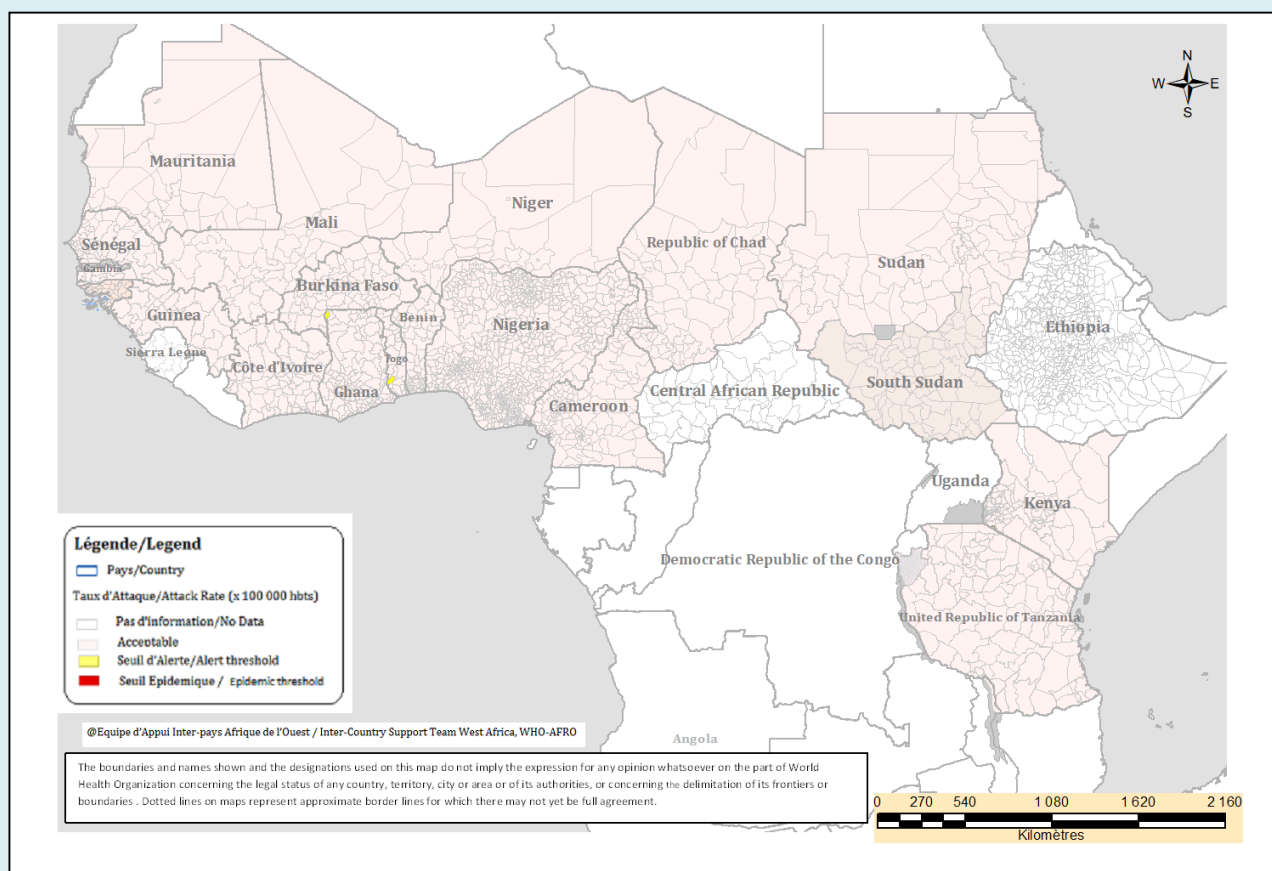 N
W E
S
Mauritania
Mali
Niger
Republic of Chad
Sudan
Sénégal
Gambia
Burkina Faso
Guinea
Benin
Nigeria
Ethiopia
Sierra Leone
Côte d'Ivoire
Togo
Ghana
Cameroon
Central African Republic
South Sudan
Uganda
Kenya
Democratic Republic of the Congo
United Republic of Tanzania
Angola
Légende/Legend
Pays/Country
Taux d'Attaque/Attack Rate (x 100 000 hbts)
Pas d'information/No Data
Acceptable
Seuil d'Alerte/Alert threshold
Seuil Epidemique / Epidemic threshold
@Equipe d'Appui Inter-pays Afrique de l'Ouest / Inter-Country Support Team West Africa, WHO-AFRO
The boundaries and names shown and the designations used on this map do not imply the expression for any opinion whatsoever on the part of World
Health Organization concerning the legal status of any country, territory, city or area or of its authorities, or concerning the delimitation of its frontiers or
boundaries . Dotted lines on maps represent approximate border lines for which there may not yet be full agreement.
0 270 540 1 080 1 620 2 160
Kilomètres